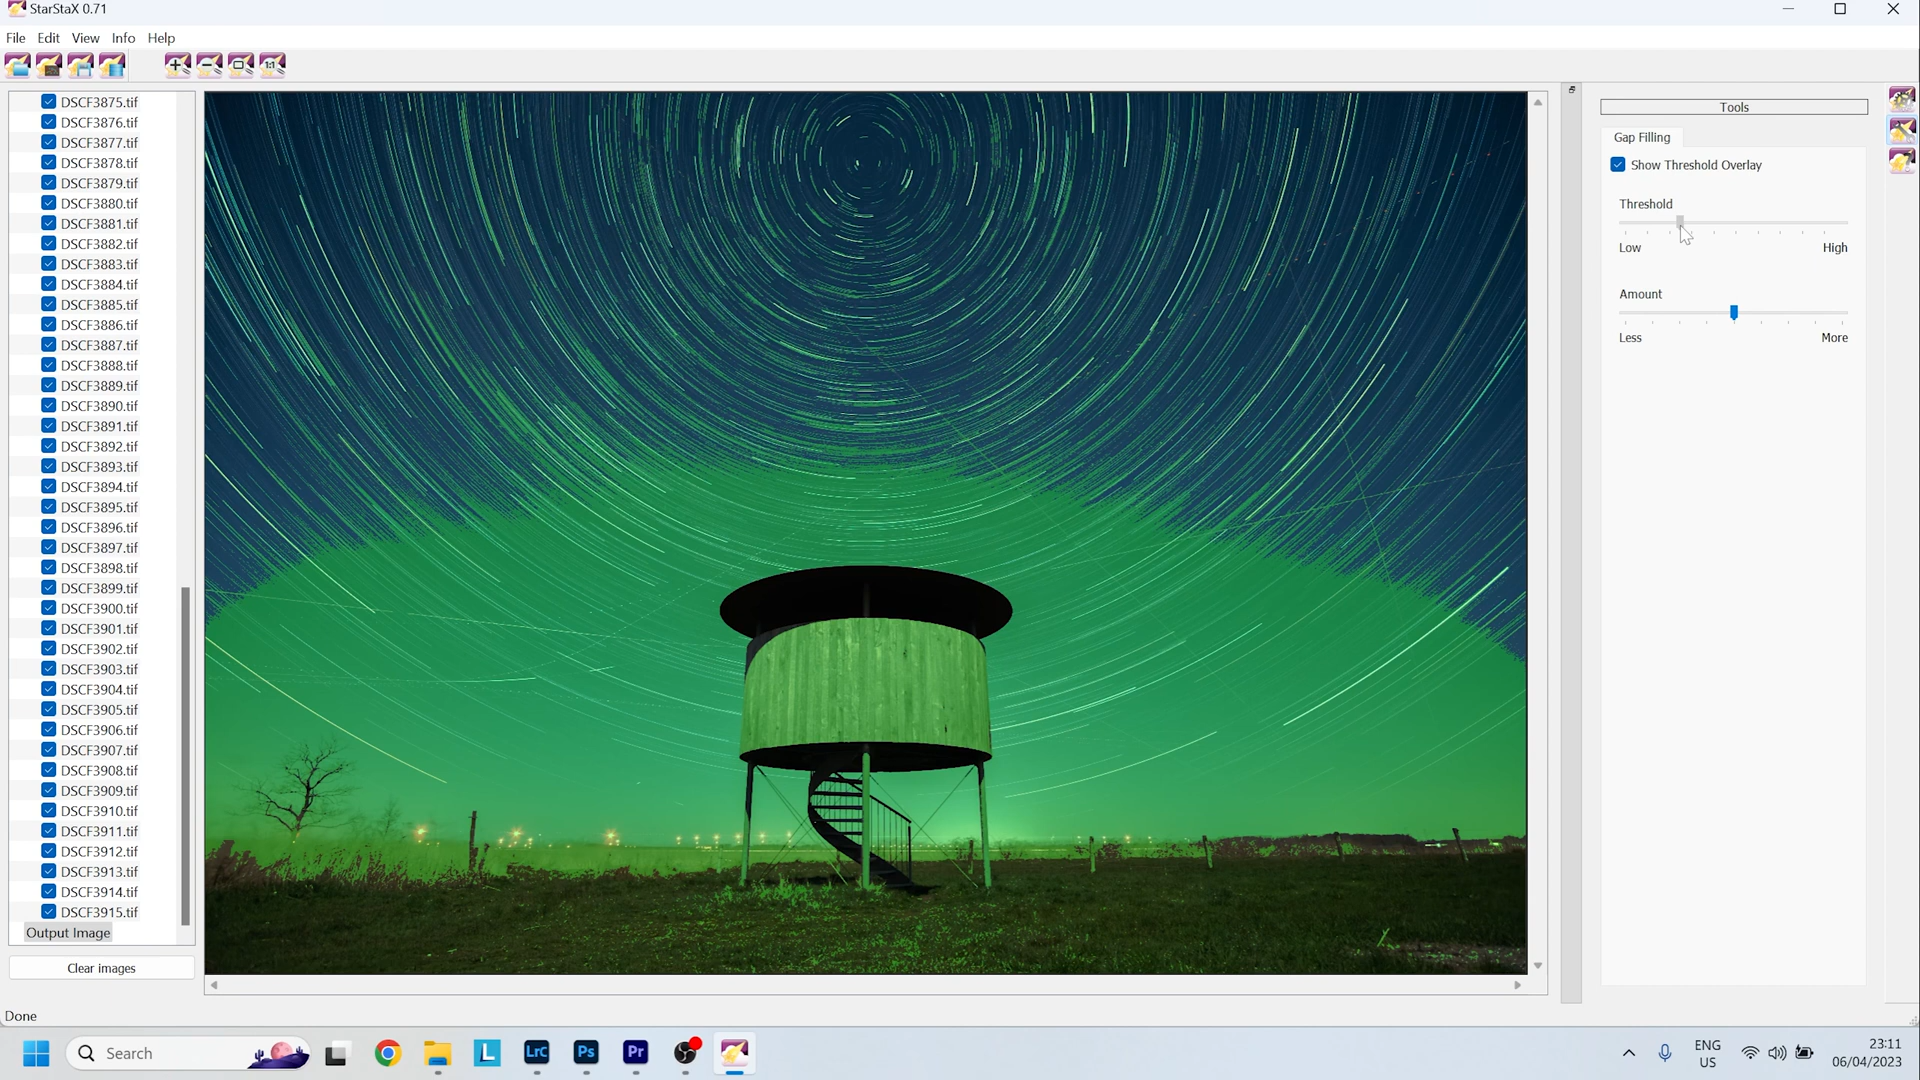 StarStaX 0.71
File Edit View Info Help
DSCF3875.tif
DSCF3876.tif
DSCF3877.tif
DSCF3878.tif
DSCF3879.tif
DSCF3880.tif
DSCF3881.tif
DSCF3882.tif
DSCF3883.tif
DSCF3884.tif
DSCF3885.tif
DSCF3886.tif
DSCF3887.tif
DSCF3888.tif
DSCF3889.tif
DSCF3890.tif
DSCF3891.tif
DSCF3892.tif
DSCF3893.tif
DSCF3894.tif
DSCF3895.tif
DSCF3896.tif
DSCF3897.tif
DSCF3898.tif
DSCF3899.tif
DSCF3900.tif
DSCF3901.tif
DSCF3902.tif
DSCF3903.tif
DSCF3904.tif
DSCF3905.tif
DSCF3906.tif
DSCF3907.tif
DSCF3908.tif
DSCF3909.tif
DSCF3910.tif
DSCF3911.tif
DSCF3912.tif
DSCF3913.tif
DSCF3914.tif
DSCF3915.tif
Output Image
Clear images
Done
Tools
Gap Filling
Show Threshold Overlay
Threshold
Low High
Amount
Less More
Search
L
LrC
Ps
Pr
ENG
US
23:11
06/04/2023